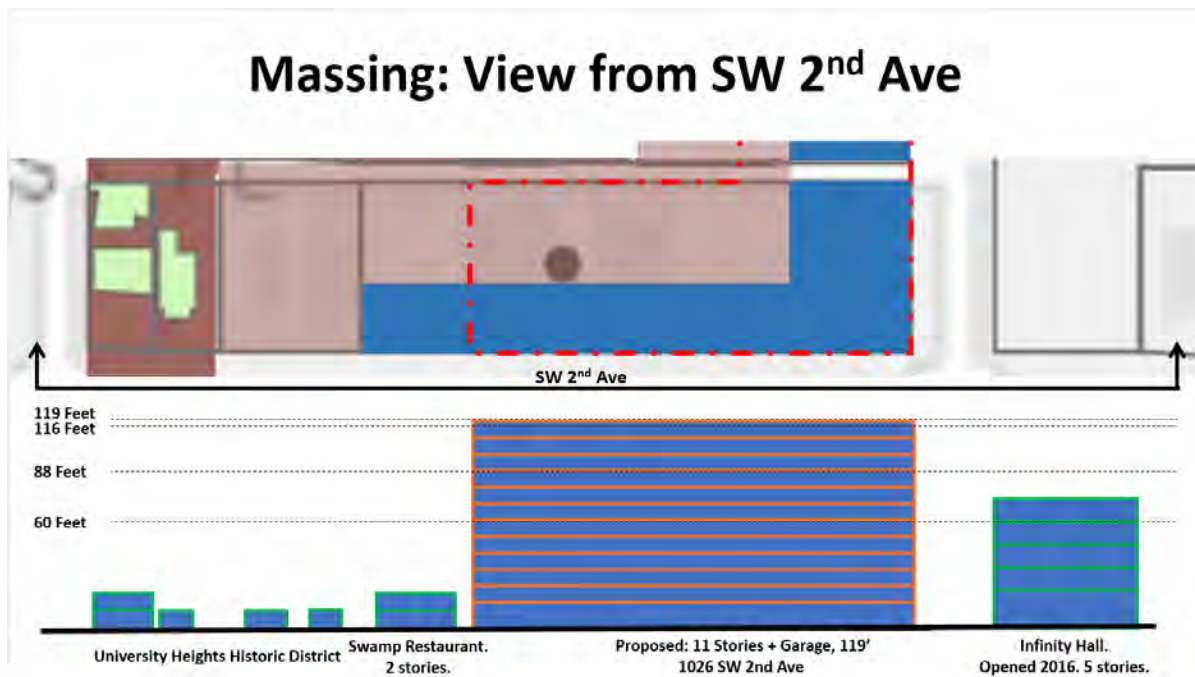 Massing: View from SW 2nd Ave
SW 2nd Ave
119 Feet
116 Feet
88 Feet
60 Feet
University Heights Historic District
Swamp Restaurant.
2 stories.
Proposed: 11 Stories + Garage, 119'
1026 SW 2nd Ave
Infinity Hall.
Opened 2016. 5 stories.